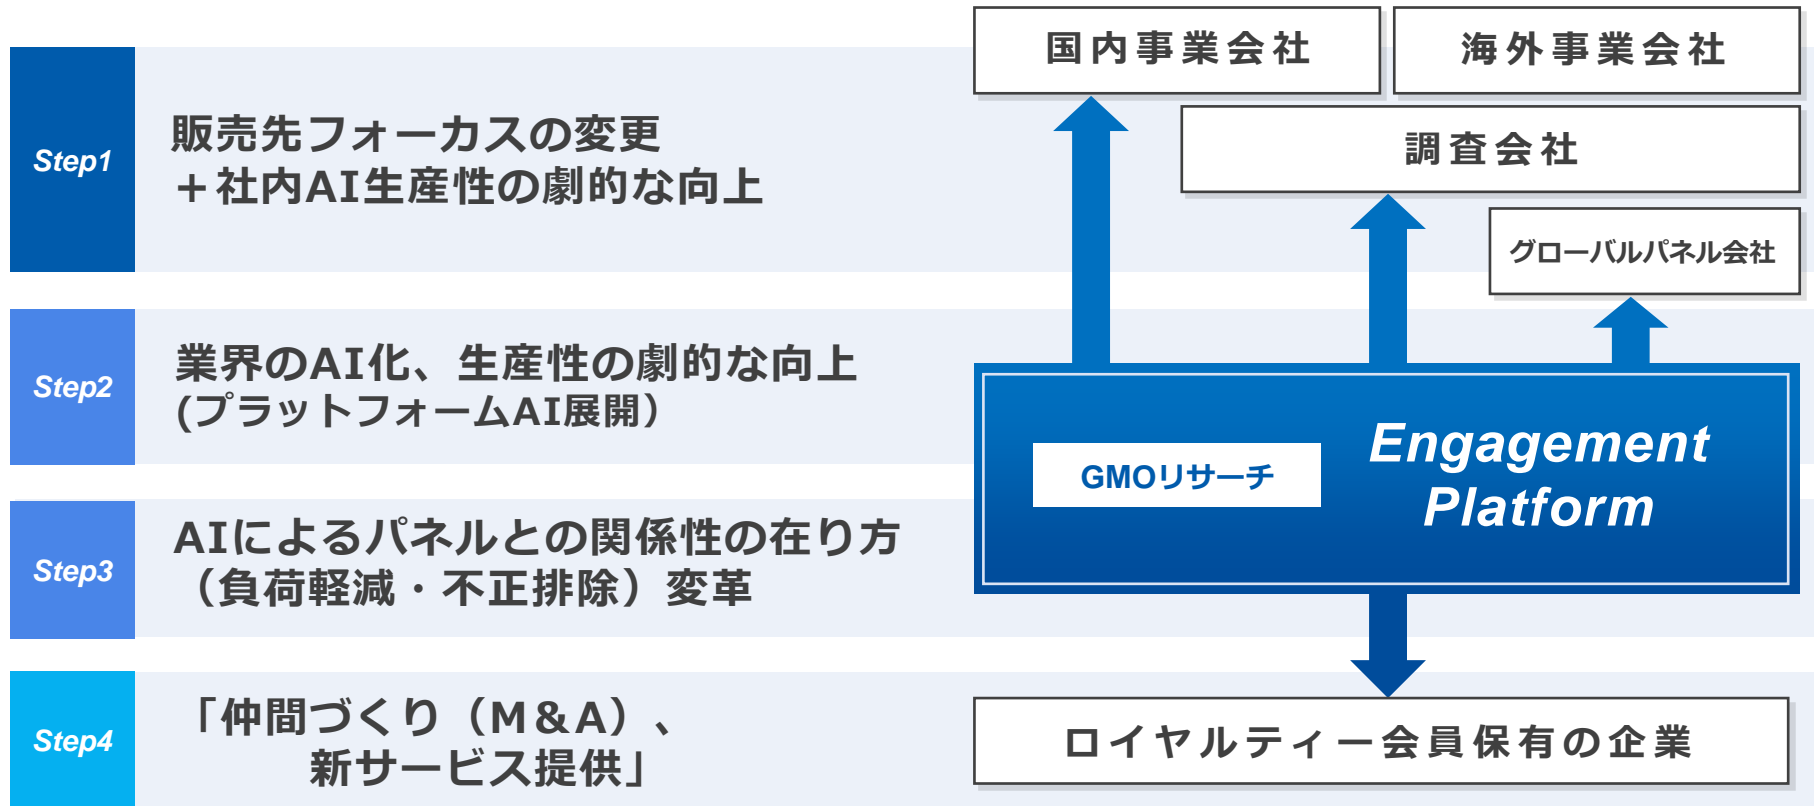 Step1
販売先フォーカスの変更
＋社内AI生産性の劇的な向上
Step2
業界のAI化、生産性の劇的な向上
(プラットフォームAI展開）
Step3
AIによるパネルとの関係性の在り方
（負荷軽減・不正排除）変革
Step4
「仲間づくり（M＆A）、
新サービス提供」
国内事業会社
海外事業会社
調査会社
グローバルパネル会社
GMOリサーチ
Engagement
Platform
ロイヤルティー会員保有の企業